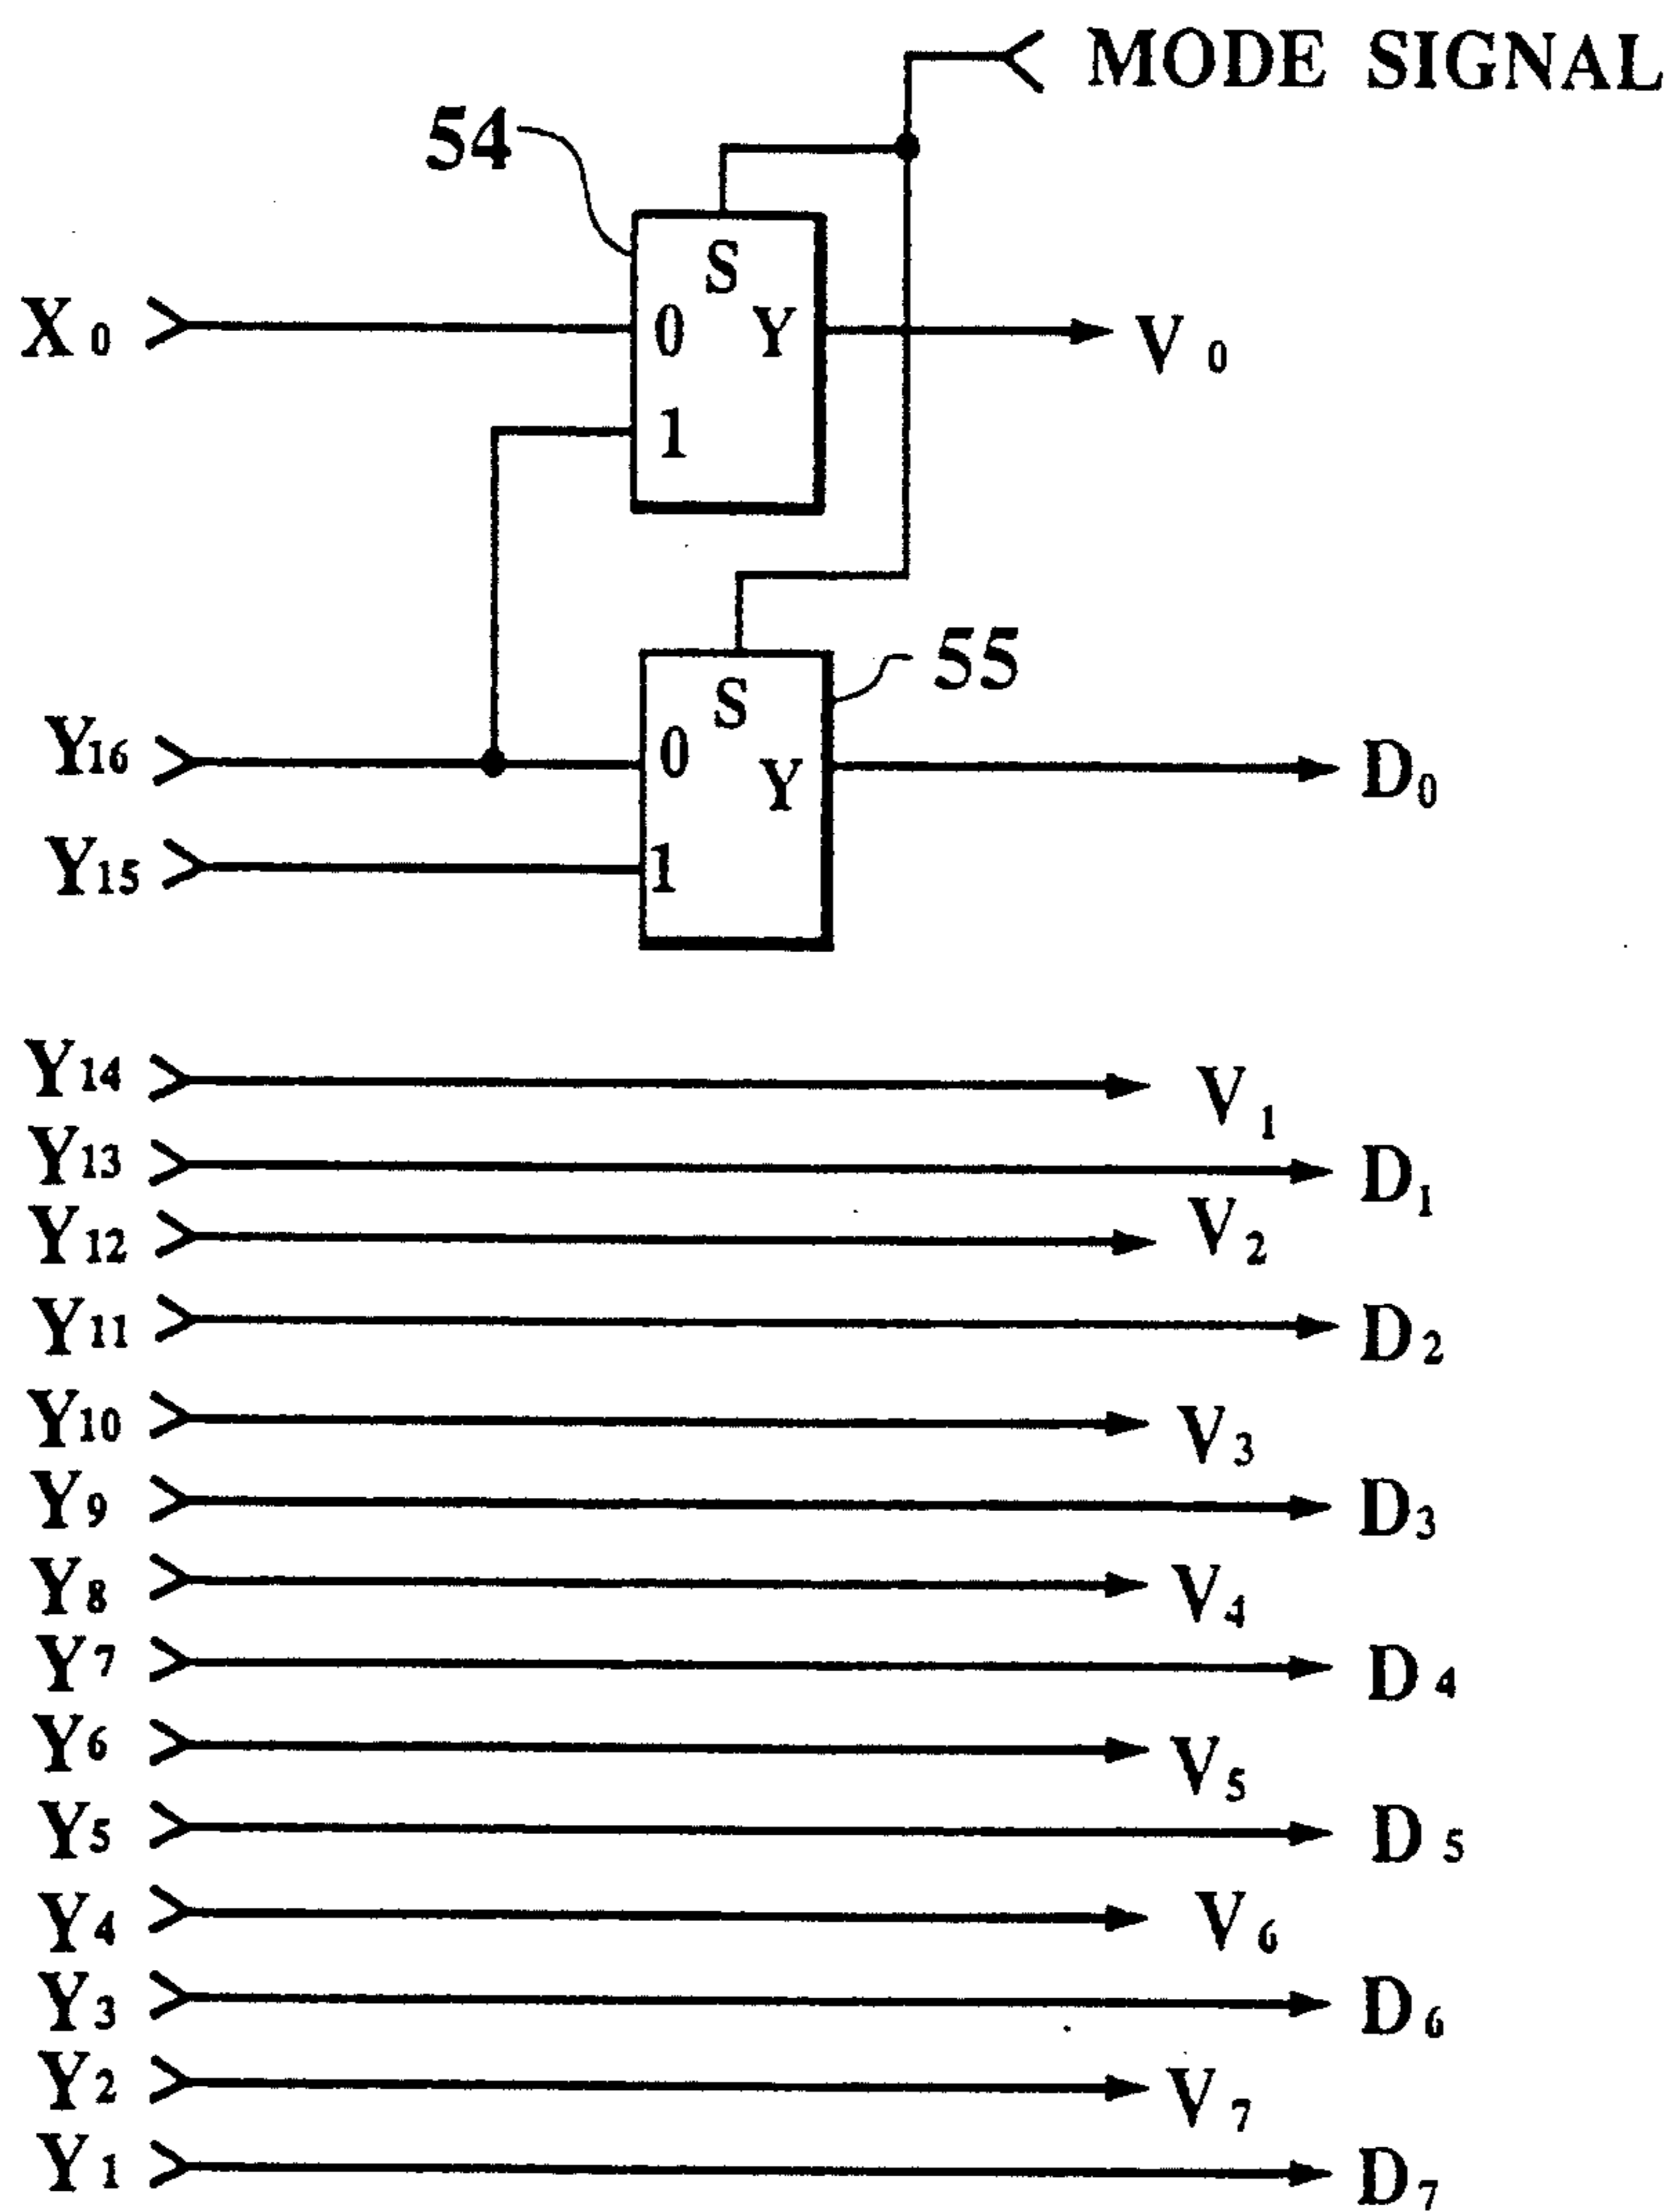 MODE SIGNAL
54
S
X0 0 Y V0
1
55
S
Y16 0 Y D0
Y15 1
Y14 V1
Y13 D1
Y12 V2
Y11 D2
Y10 V3
Y9 D3
Y8 V4
Y7 D4
Y6 V5
Y5 D5
Y4 V6
Y3 D6
Y2 V7
Y1 D7